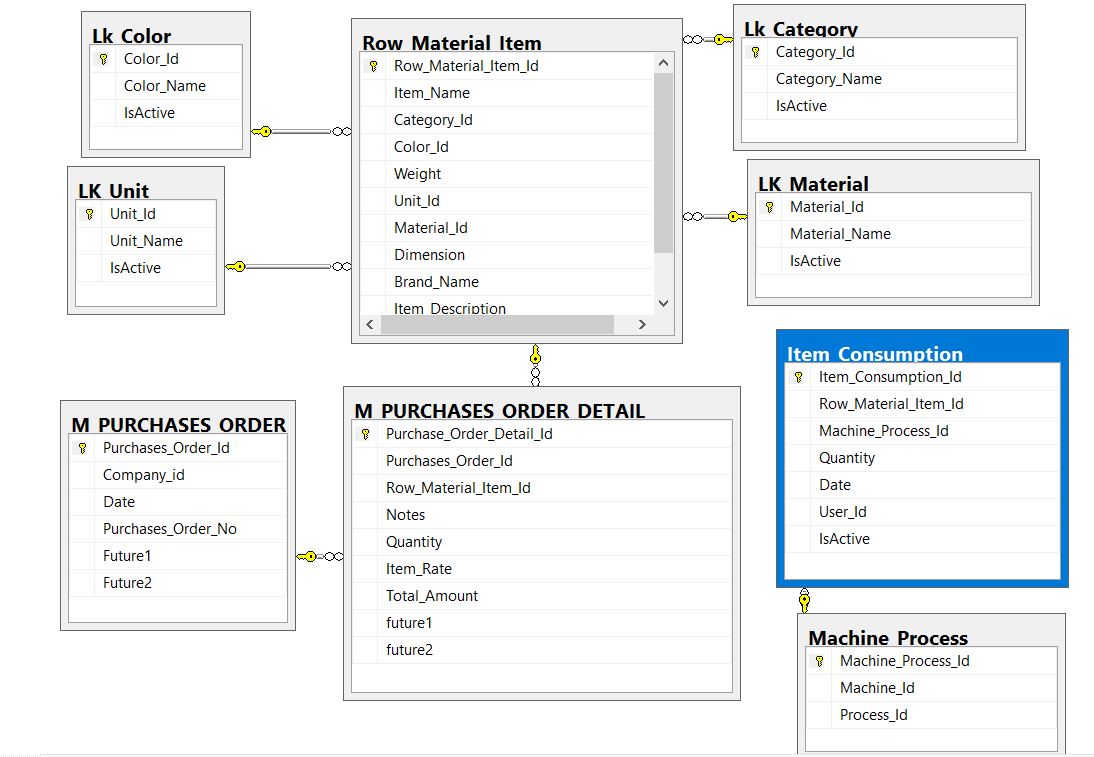 Lk_Color
Color_Id
Color_Name
IsActive
LK_Unit
Unit_Id
Unit_Name
IsActive
Row_Material_Item
Row_Material_Item_Id
Item_Name
Category_Id
Color_Id
Weight
Unit_Id
Material_Id
Dimension
Brand_Name
Item_Description
Lk_Category
Category_Id
Category_Name
IsActive
LK_Material
Material_Id
Material_Name
IsActive
M_PURCHASES_ORDER
Purchases_Order_Id
Company_id
Date
Purchases_Order_No
Future1
Future2
M_PURCHASES_ORDER_DETAIL
Purchase_Order_Detail_Id
Purchases_Order_Id
Row_Material_Item_Id
Notes
Quantity
Item_Rate
Total_Amount
future1
future2
Item_Consumption
Item_Consumption_Id
Row_Material_Item_Id
Machine_Process_Id
Quantity
Date
User_Id
IsActive
Machine_Process
Machine_Process_Id
Machine_Id
Process_Id